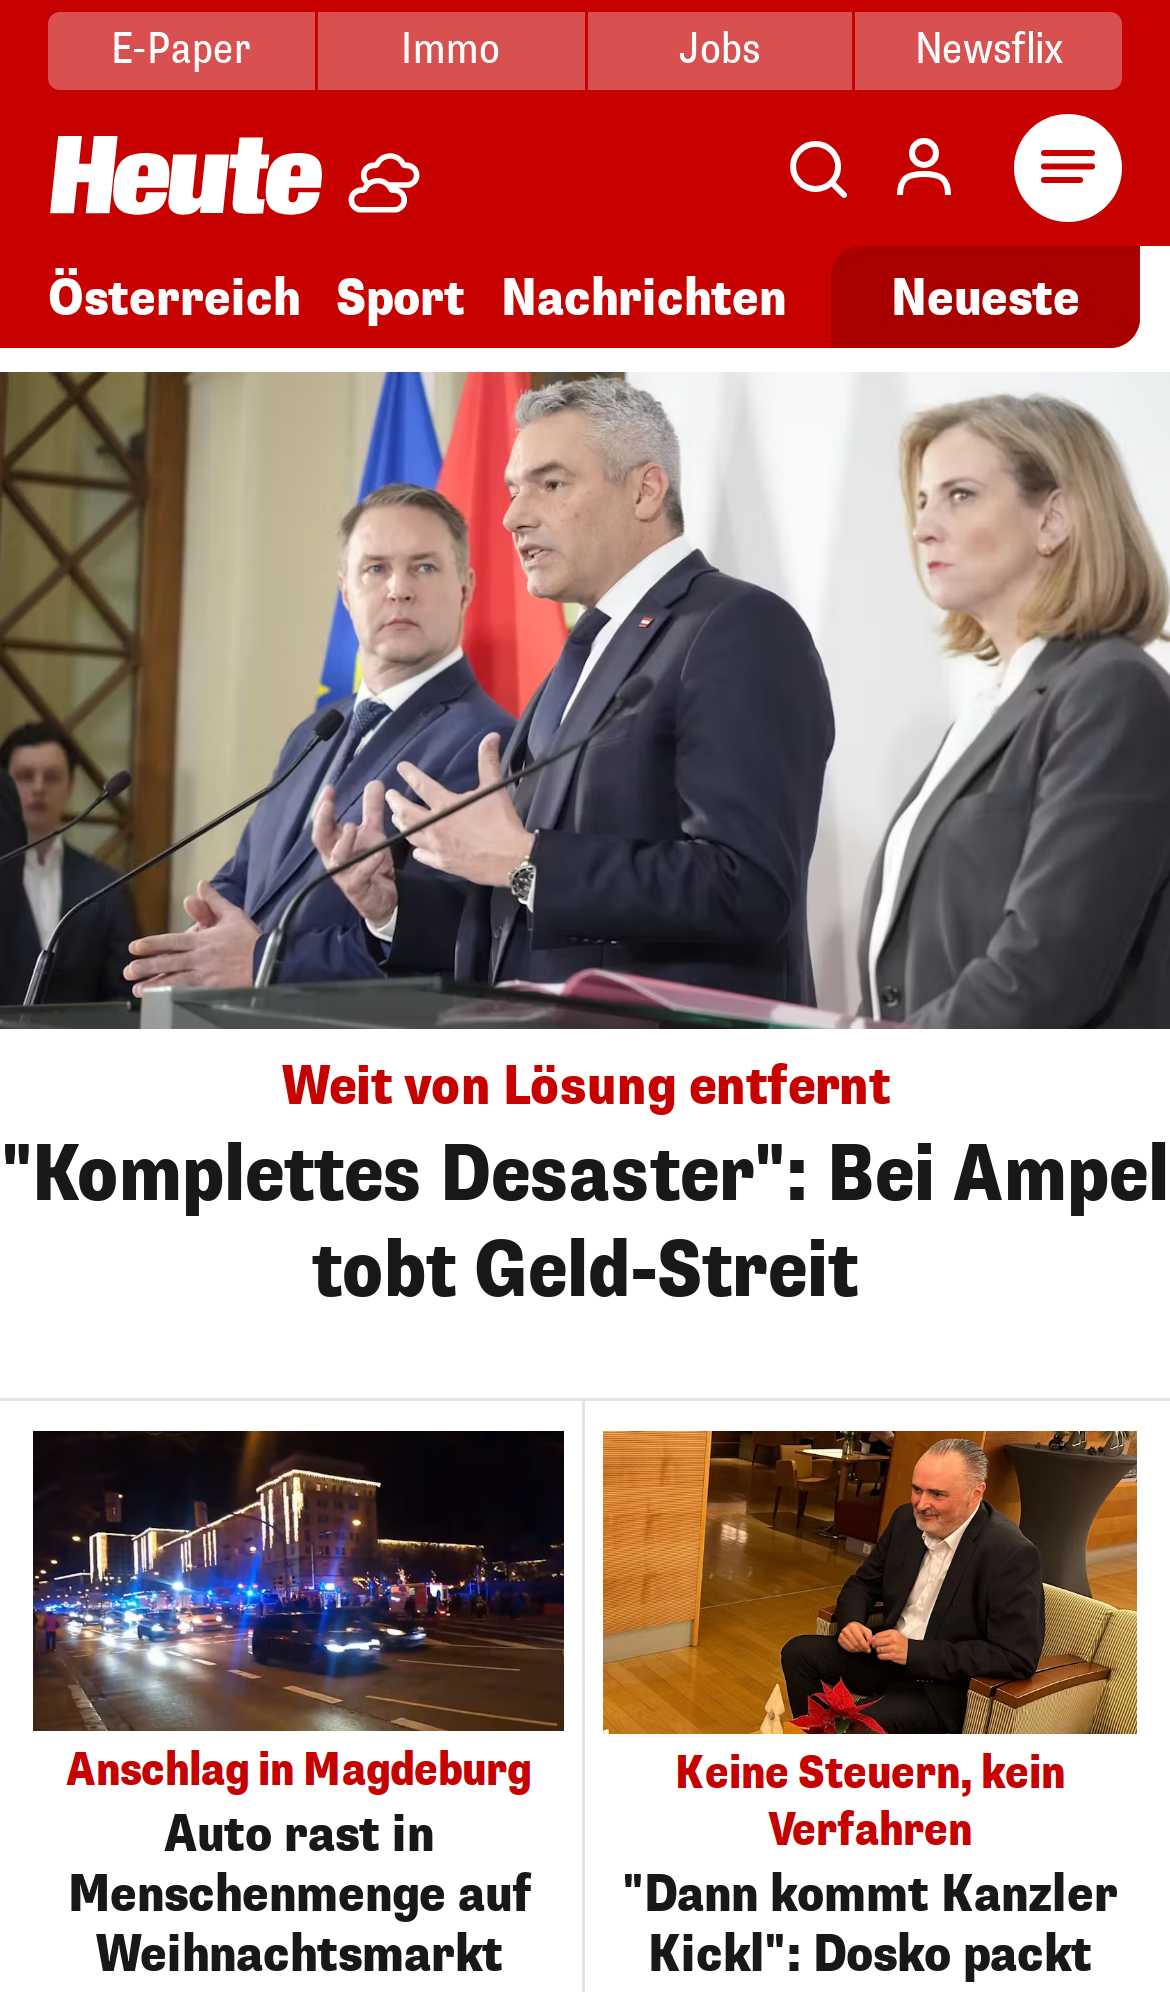 E-Paper Immo Jobs Newsflix
Heute
Österreich Sport Nachrichten Neueste
Weit von Lösung entfernt
"Komplettes Desaster": Bei Ampel
tobt Geld-Streit
Anschlag in Magdeburg
Auto rast in
Menschenmenge auf
Weihnachtsmarkt
Keine Steuern, kein
Verfahren
"Dann kommt Kanzler
Kickl": Dosko packt